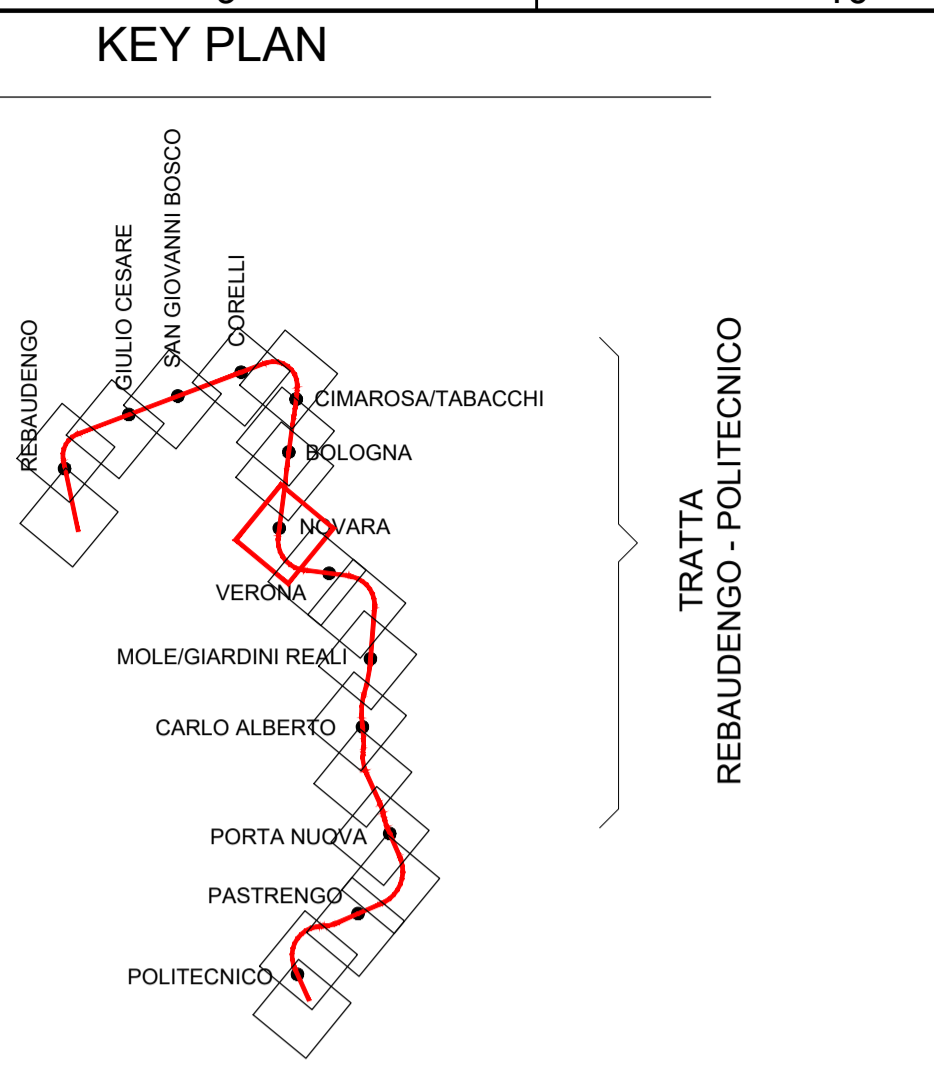 KEY PLAN
REBAUDENGO
GIULIO CESARE
SAN GIOVANNI BOSCO
CORELLI
CIMAROSA/TABACCHI
BOLOGNA
NOVARA
VERONA
MOLE/GIARDINI REALI
CARLO ALBERTO
PORTA NUOVA
PASTRENGO
POLITECNICO
TRATTA
REBAUDENGO - POLITECNICO